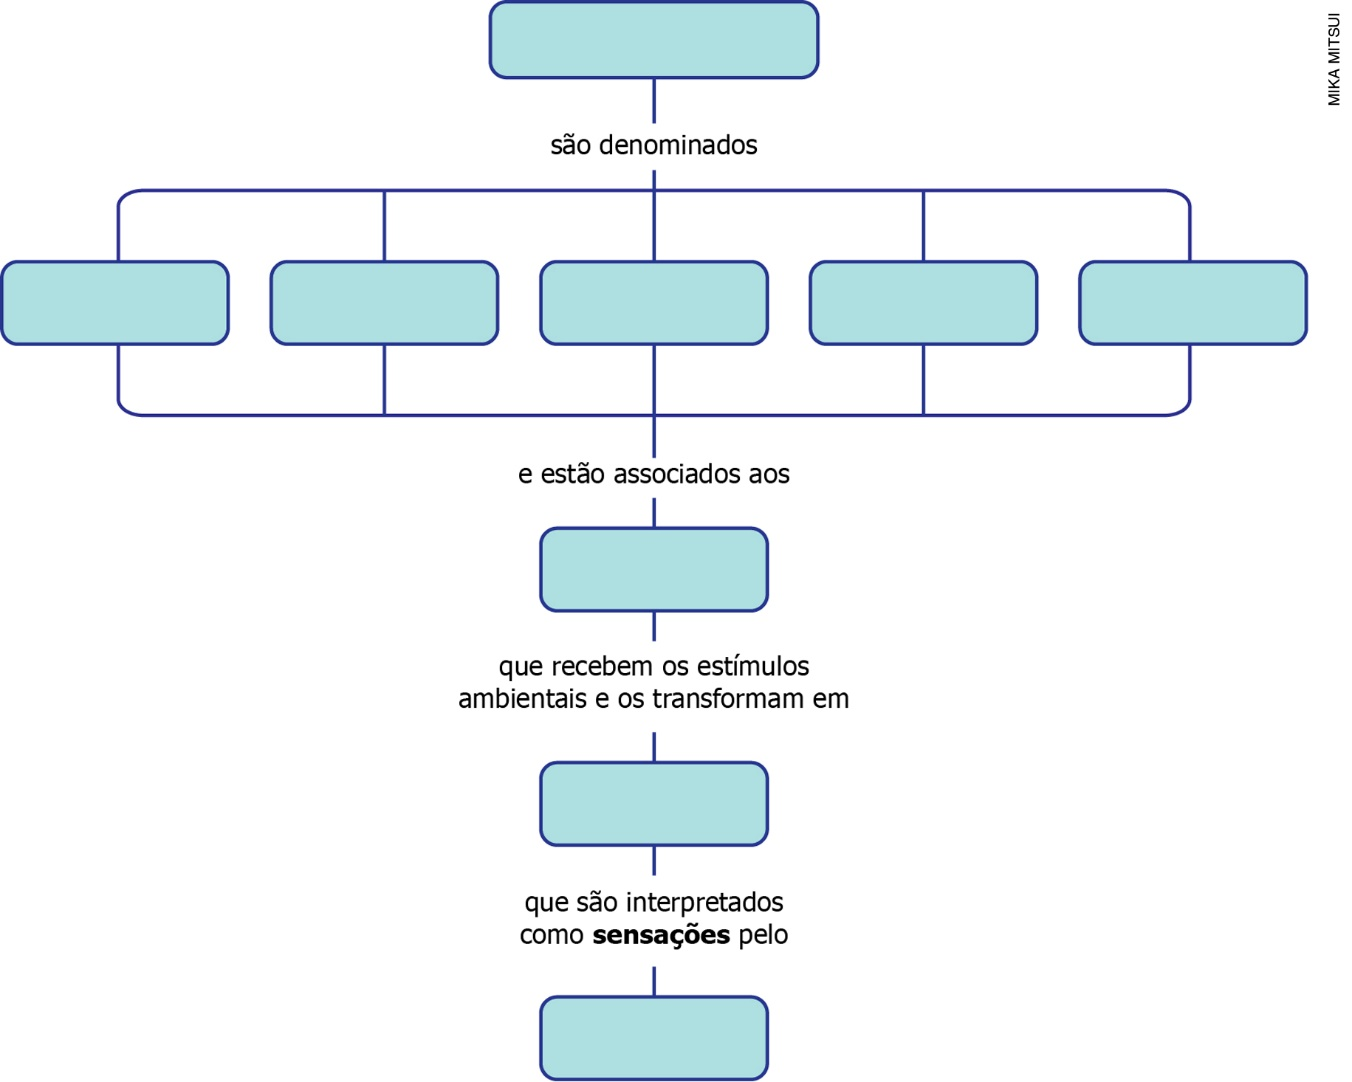 MIKA MITSUI
são denominados
e estão associados aos
que recebem os estímulos
ambientais e os transformam em
que são interpretados
como sensações pelo